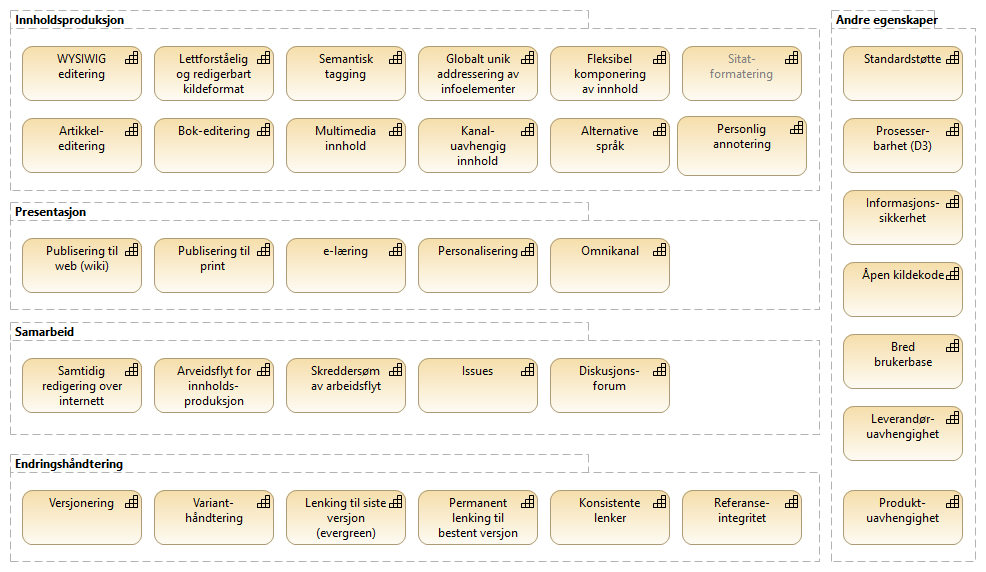 Innholdsproduksjon
WYSIWIG
editering
Lettforståelig
og redigerbart
kildeformat
Semantisk
tagging
Globalt unik
addressering av
infoelementer
Fleksibel
komponering
av innhold
Sitat-
formatering
Artikkel-
editering
Bok-editering
Multimedia
innhold
Kanal-
uavhengig
innhold
Alternative
språk
Personlig
annotering
Presentasjon
Publisering til
web (wiki)
Publisering til
print
e-læring
Personalisering
Omnikanal
Samarbeid
Samtidig
redigering over
internett
Arveidsflyt for
innholds-
produksjon
Skreddersøm
av arbeidsflyt
Issues
Diskusjons-
forum
Endringshåndtering
Versjonering
Variant-
håndtering
Lenking til siste
versjon
(evergreen)
Permanent
lenking til
bestent versjon
Konsistente
lenker
Referanse-
integritet
Andre egenskaper
Standardstøtte
Prosesser-
barhet (D3)
Informasjons-
sikkerhet
Åpen kildekode
Bred
brukerbase
Leverandør-
uavhengighet
Produkt-
uavhengighet